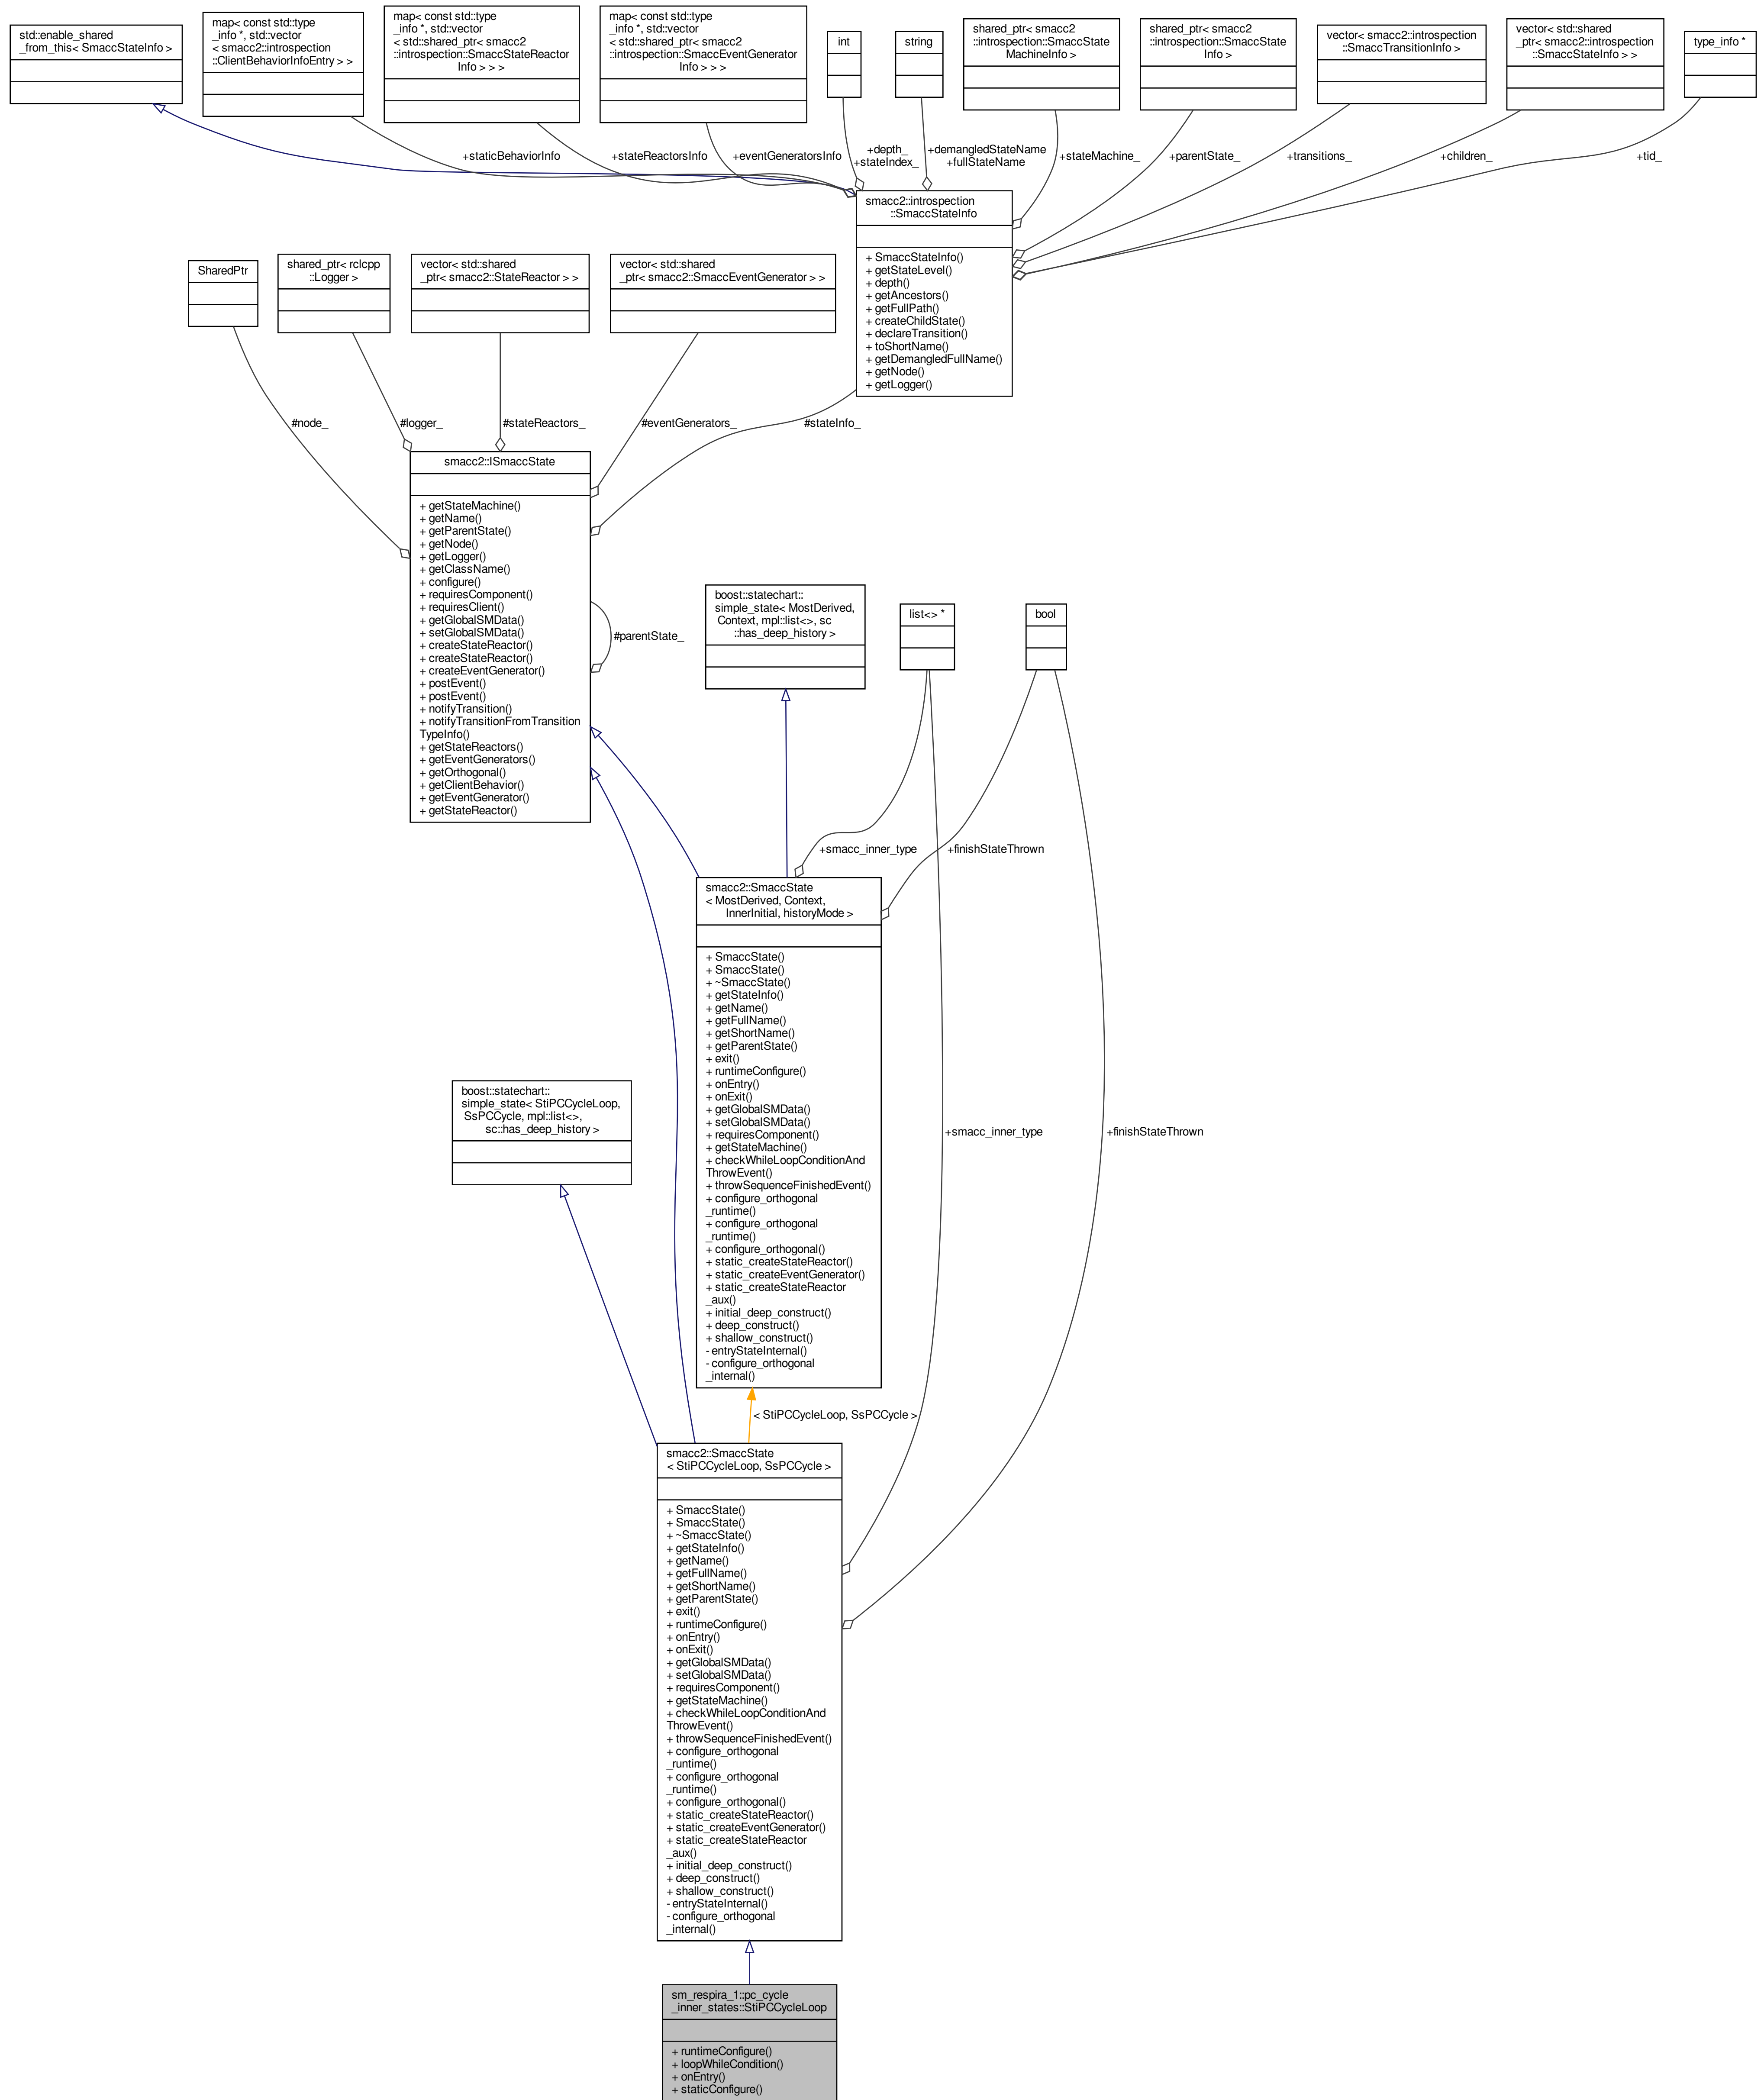 std::enable_shared
_from_this< SmaccStateInfo >
map< const std::type
_info *, std::vector
< smacc2::introspection
::ClientBehaviorInfoEntry > >
map< const std::type
_info *, std::vector
< std::shared_ptr< smacc2
::introspection::SmaccStateReactor
Info > > >
map< const std::type
_info *, std::vector
< std::shared_ptr< smacc2
::introspection::SmaccEventGenerator
Info > > >
int
string
shared_ptr< smacc2
::introspection::SmaccState
MachineInfo >
shared_ptr< smacc2
::introspection::SmaccState
Info >
vector< smacc2::introspection
::SmaccTransitionInfo >
vector< std::shared
_ptr< smacc2::introspection
::SmaccStateInfo > >
type_info *
+staticBehaviorInfo
+stateReactorsInfo
+eventGeneratorsInfo
+depth_
+stateIndex_
+demangledStateName
+fullStateName
+stateMachine_
+parentState_
+transitions_
+children_
+tid_
smacc2::introspection
::SmaccStateInfo
+ SmaccStateInfo()
+ getStateLevel()
+ depth()
+ getAncestors()
+ getFullPath()
+ createChildState()
+ declareTransition()
+ toShortName()
+ getDemangledFullName()
+ getNode()
+ getLogger()
SharedPtr
shared_ptr< rclcpp
::Logger >
vector< std::shared
_ptr< smacc2::StateReactor > >
vector< std::shared
_ptr< smacc2::SmaccEventGenerator > >
#node_
#logger_
#stateReactors_
#eventGenerators_
#stateInfo_
smacc2::ISmaccState
+ getStateMachine()
+ getName()
+ getParentState()
+ getNode()
+ getLogger()
+ getClassName()
+ configure()
+ requiresComponent()
+ requiresClient()
+ getGlobalSMData()
+ setGlobalSMData()
+ createStateReactor()
+ createStateReactor()
+ createEventGenerator()
+ postEvent()
+ postEvent()
+ notifyTransition()
+ notifyTransitionFromTransition
TypeInfo()
+ getStateReactors()
+ getEventGenerators()
+ getOrthogonal()
+ getClientBehavior()
+ getEventGenerator()
+ getStateReactor()
#parentState_
boost::statechart::
simple_state< MostDerived,
Context, mpl::list<>, sc
::has_deep_history >
list<> *
bool
+smacc_inner_type
+finishStateThrown
smacc2::SmaccState
< MostDerived, Context,
InnerInitial, historyMode >
+ SmaccState()
+ SmaccState()
+ ~SmaccState()
+ getStateInfo()
+ getName()
+ getFullName()
+ getShortName()
+ getParentState()
+ exit()
+ runtimeConfigure()
+ onEntry()
+ onExit()
+ getGlobalSMData()
+ setGlobalSMData()
+ requiresComponent()
+ getStateMachine()
+ checkWhileLoopConditionAnd
ThrowEvent()
+ throwSequenceFinishedEvent()
+ configure_orthogonal
_runtime()
+ configure_orthogonal
_runtime()
+ configure_orthogonal()
+ static_createStateReactor()
+ static_createEventGenerator()
+ static_createStateReactor
_aux()
+ initial_deep_construct()
+ deep_construct()
+ shallow_construct()
- entryStateInternal()
- configure_orthogonal
_internal()
boost::statechart::
simple_state< StiPCCycleLoop,
SsPCCycle, mpl::list<>,
sc::has_deep_history >
+smacc_inner_type
+finishStateThrown
< StiPCCycleLoop, SsPCCycle >
smacc2::SmaccState
< StiPCCycleLoop, SsPCCycle >
+ SmaccState()
+ SmaccState()
+ ~SmaccState()
+ getStateInfo()
+ getName()
+ getFullName()
+ getShortName()
+ getParentState()
+ exit()
+ runtimeConfigure()
+ onEntry()
+ onExit()
+ getGlobalSMData()
+ setGlobalSMData()
+ requiresComponent()
+ getStateMachine()
+ checkWhileLoopConditionAnd
ThrowEvent()
+ throwSequenceFinishedEvent()
+ configure_orthogonal
_runtime()
+ configure_orthogonal
_runtime()
+ configure_orthogonal()
+ static_createStateReactor()
+ static_createEventGenerator()
+ static_createStateReactor
_aux()
+ initial_deep_construct()
+ deep_construct()
+ shallow_construct()
- entryStateInternal()
- configure_orthogonal
_internal()
sm_respira_1::pc_cycle
_inner_states::StiPCCycleLoop
+ runtimeConfigure()
+ loopWhileCondition()
+ onEntry()
+ staticConfigure()